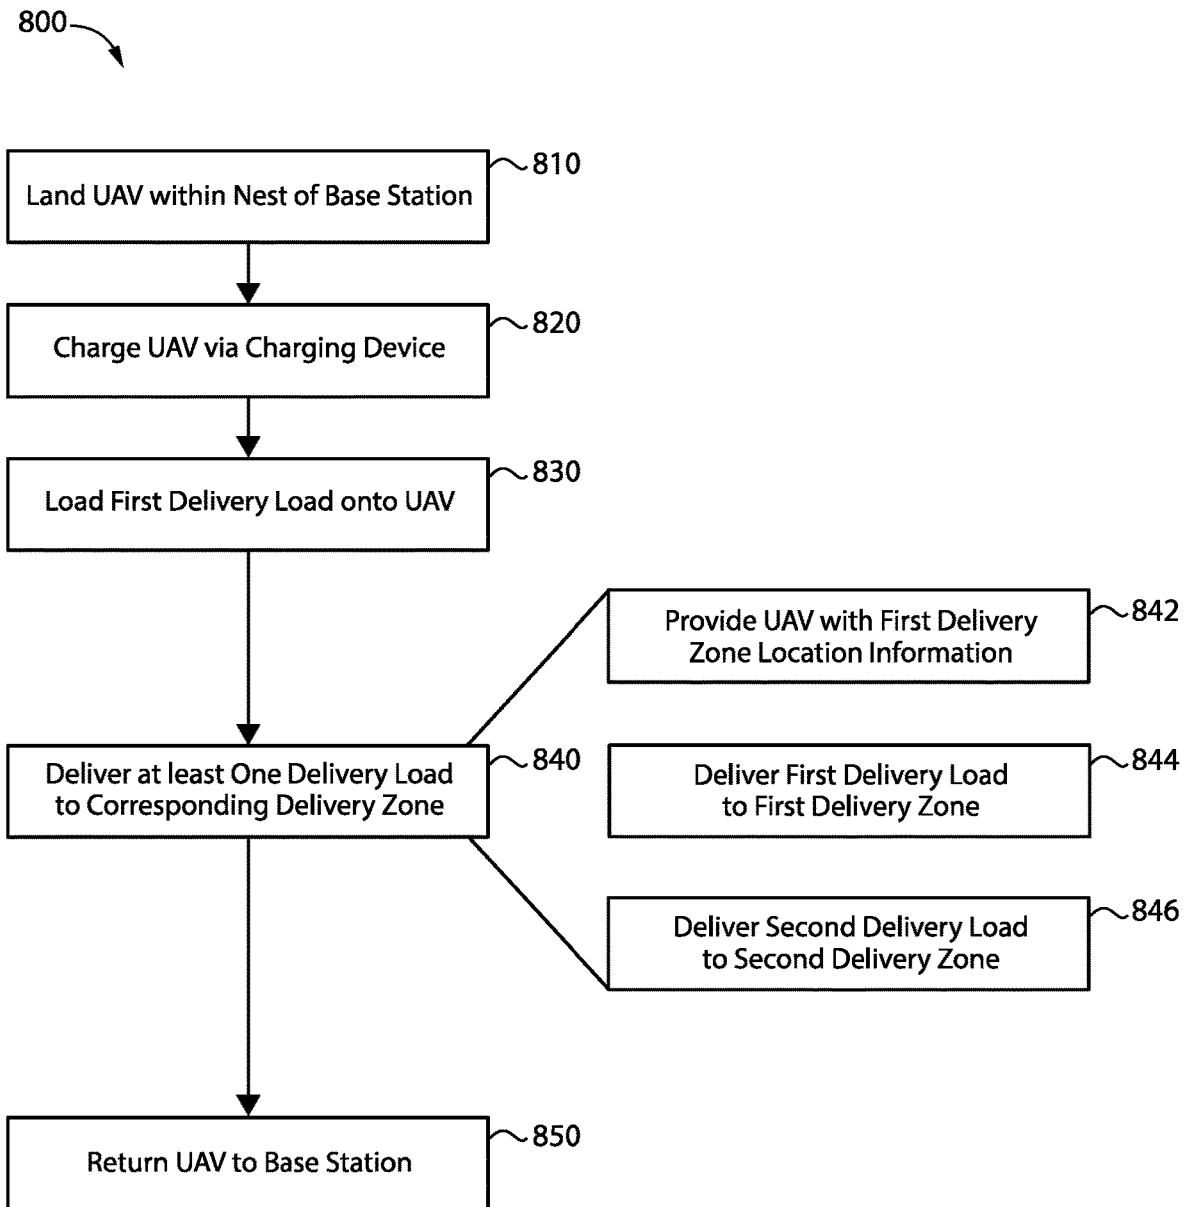 800
810
Land UAV within Nest of Base Station
820
Charge UAV via Charging Device
830
Load First Delivery Load onto UAV
842
Provide UAV with First Delivery
Zone Location Information
840
Deliver at least One Delivery Load
to Corresponding Delivery Zone
844
Deliver First Delivery Load
to First Delivery Zone
846
Deliver Second Delivery Load
to Second Delivery Zone
850
Return UAV to Base Station